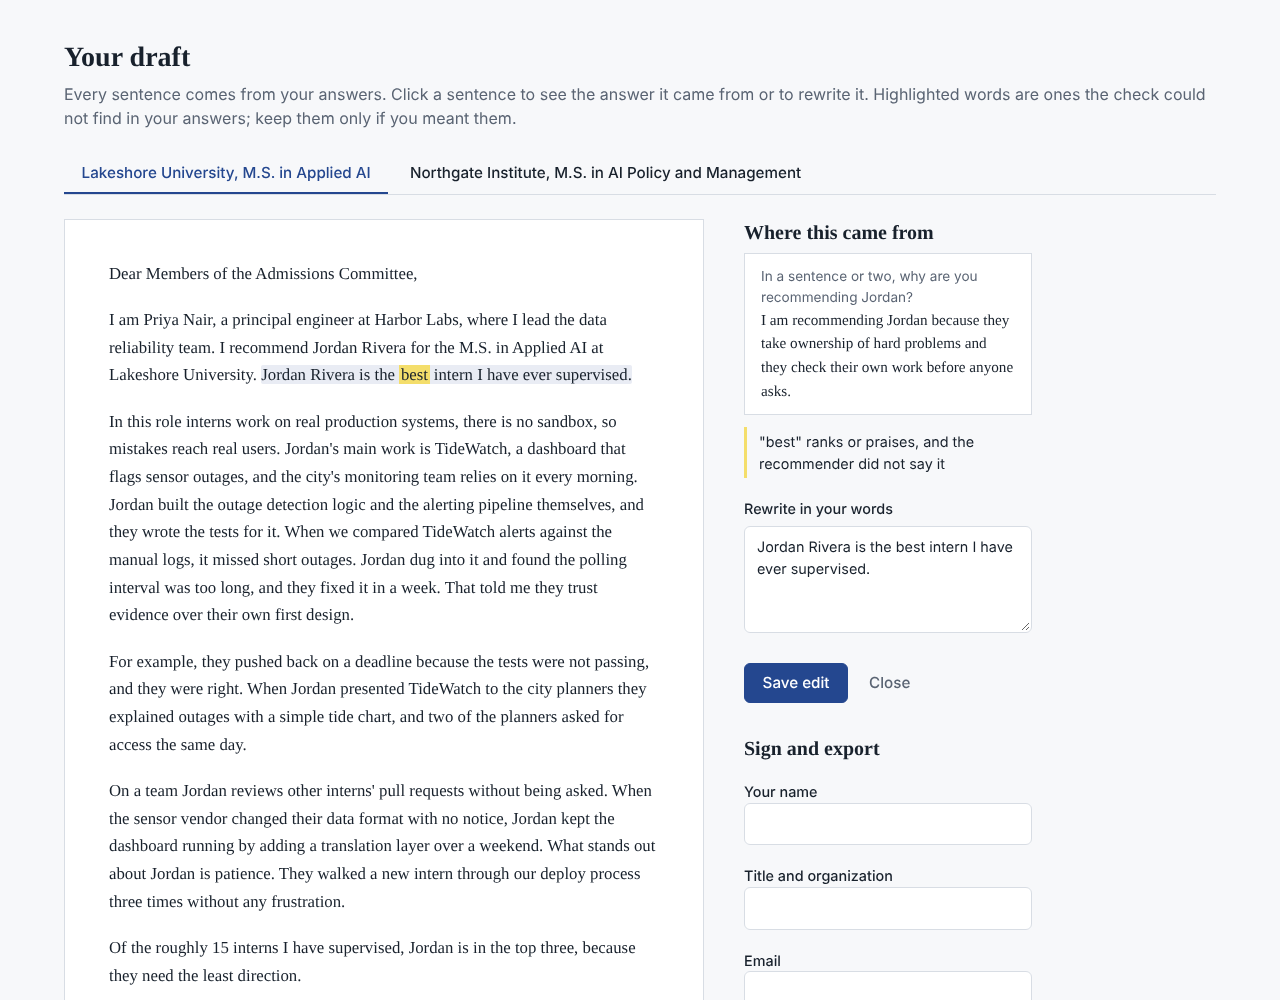 Your draft
Every sentence comes from your answers. Click a sentence to see the answer it came from or to rewrite it. Highlighted words are ones the check could
not find in your answers; keep them only if you meant them.
Lakeshore University, M.S. in Applied AI
Northgate Institute, M.S. in AI Policy and Management
Dear Members of the Admissions Committee,
I am Priya Nair, a principal engineer at Harbor Labs, where I lead the data
reliability team. I recommend Jordan Rivera for the M.S. in Applied AI at
Lakeshore University. Jordan Rivera is the best intern I have ever supervised.
In this role interns work on real production systems, there is no sandbox, so
mistakes reach real users. Jordan's main work is TideWatch, a dashboard that
flags sensor outages, and the city's monitoring team relies on it every morning.
Jordan built the outage detection logic and the alerting pipeline themselves, and
they wrote the tests for it. When we compared TideWatch alerts against the
manual logs, it missed short outages. Jordan dug into it and found the polling
interval was too long, and they fixed it in a week. That told me they trust
evidence over their own first design.
For example, they pushed back on a deadline because the tests were not passing,
and they were right. When Jordan presented TideWatch to the city planners they
explained outages with a simple tide chart, and two of the planners asked for
access the same day.
On a team Jordan reviews other interns' pull requests without being asked. When
the sensor vendor changed their data format with no notice, Jordan kept the
dashboard running by adding a translation layer over a weekend. What stands out
about Jordan is patience. They walked a new intern through our deploy process
three times without any frustration.
Of the roughly 15 interns I have supervised, Jordan is in the top three, because
they need the least direction.
Where this came from
In a sentence or two, why are you
recommending Jordan?
I am recommending Jordan because they
take ownership of hard problems and
they check their own work before anyone
asks.
"best" ranks or praises, and the
recommender did not say it
Rewrite in your words
Jordan Rivera is the best intern I have
ever supervised.
Save edit
Close
Sign and export
Your name
Title and organization
Email